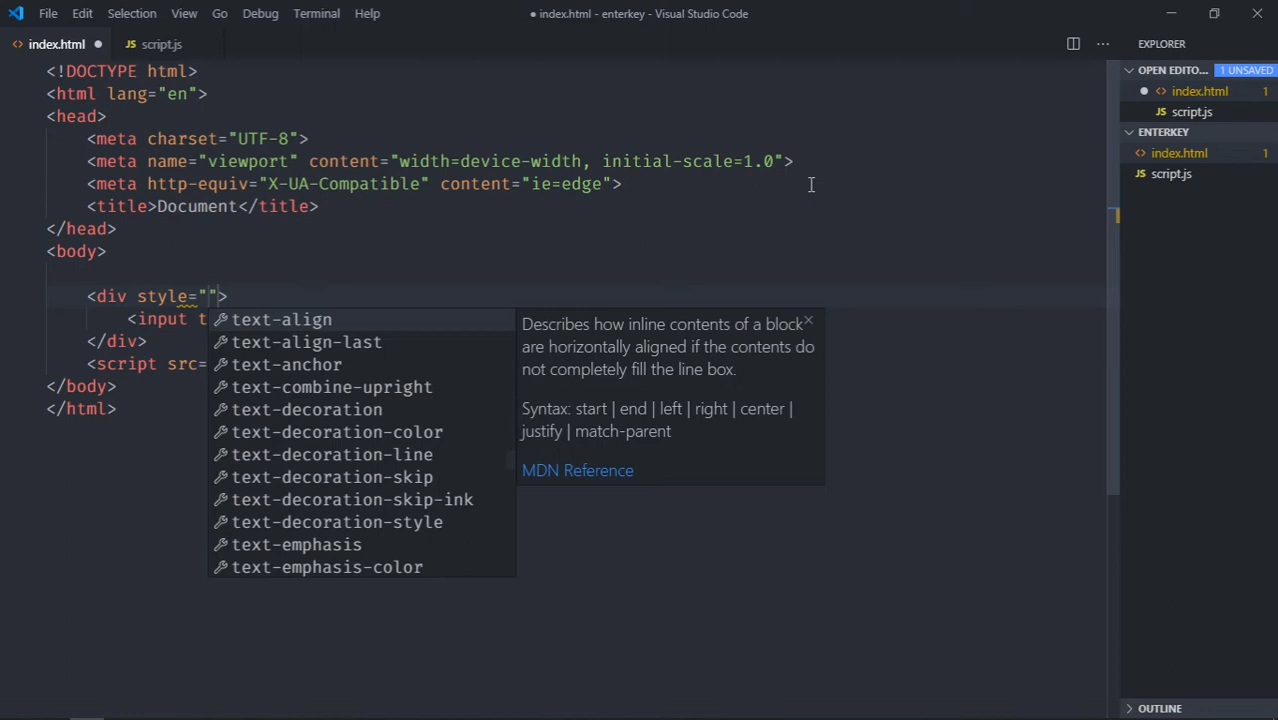 File Edit Selection View Go Debug Terminal Help
● index.html - enterkey - Visual Studio Code
<> index.html ●
JS script.js
<!DOCTYPE html>
<html lang="en">
<head>
<meta charset="UTF-8">
<meta name="viewport" content="width=device-width, initial-scale=1.0">
<meta http-equiv="X-UA-Compatible" content="ie=edge">
<title>Document</title>
</head>
<body>
<div style="">
<input t
</div>
<script src=
</body>
</html>
text-align
text-align-last
text-anchor
text-combine-upright
text-decoration
text-decoration-color
text-decoration-line
text-decoration-skip
text-decoration-skip-ink
text-decoration-style
text-emphasis
text-emphasis-color
Describes how inline contents of a block
are horizontally aligned if the contents do
not completely fill the line box.
Syntax: start | end | left | right | center |
justify | match-parent
MDN Reference
EXPLORER
OPEN EDITO... 1 UNSAVED
● <> index.html 1
JS script.js
ENTERKEY
<> index.html 1
JS script.js
OUTLINE